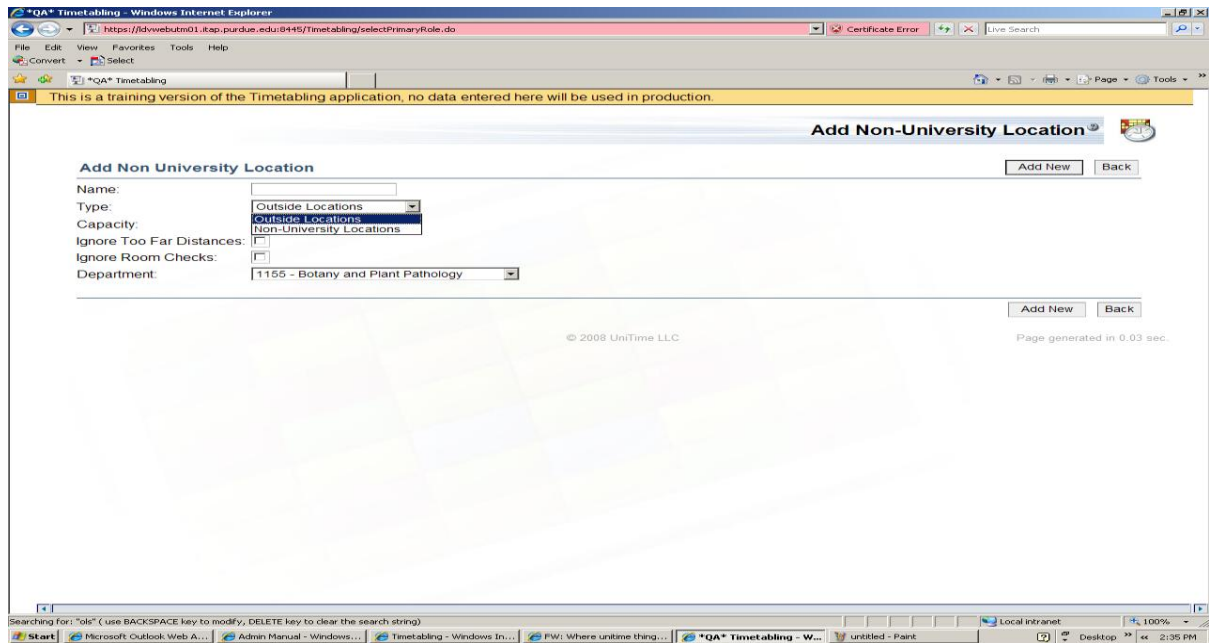 *QA* Timetabling - Windows Internet Explorer
https://ldvwebutm01.itap.purdue.edu:8445/Timetabling/selectPrimaryRole.do Certificate Error Live Search
File Edit View Favorites Tools Help
Convert Select
*QA* Timetabling Page Tools
This is a training version of the Timetabling application, no data entered here will be used in production.
Add Non-University Location
Add Non University Location Add New Back
Name:
Type: Outside Locations
Outside Locations
Capacity:
Non-University Locations
Ignore Too Far Distances:
Ignore Room Checks:
Department: 1155 - Botany and Plant Pathology
Add New Back
© 2008 UniTime LLC Page generated in 0.03 sec.
Searching for: "ols" ( use BACKSPACE key to modify, DELETE key to clear the search string) Local intranet 100%
Start Microsoft Outlook Web A... Admin Manual - Windows... Timetabling - Windows In... FW: Where unitime thing... *QA* Timetabling - W... untitled - Paint Desktop 2:35 PM